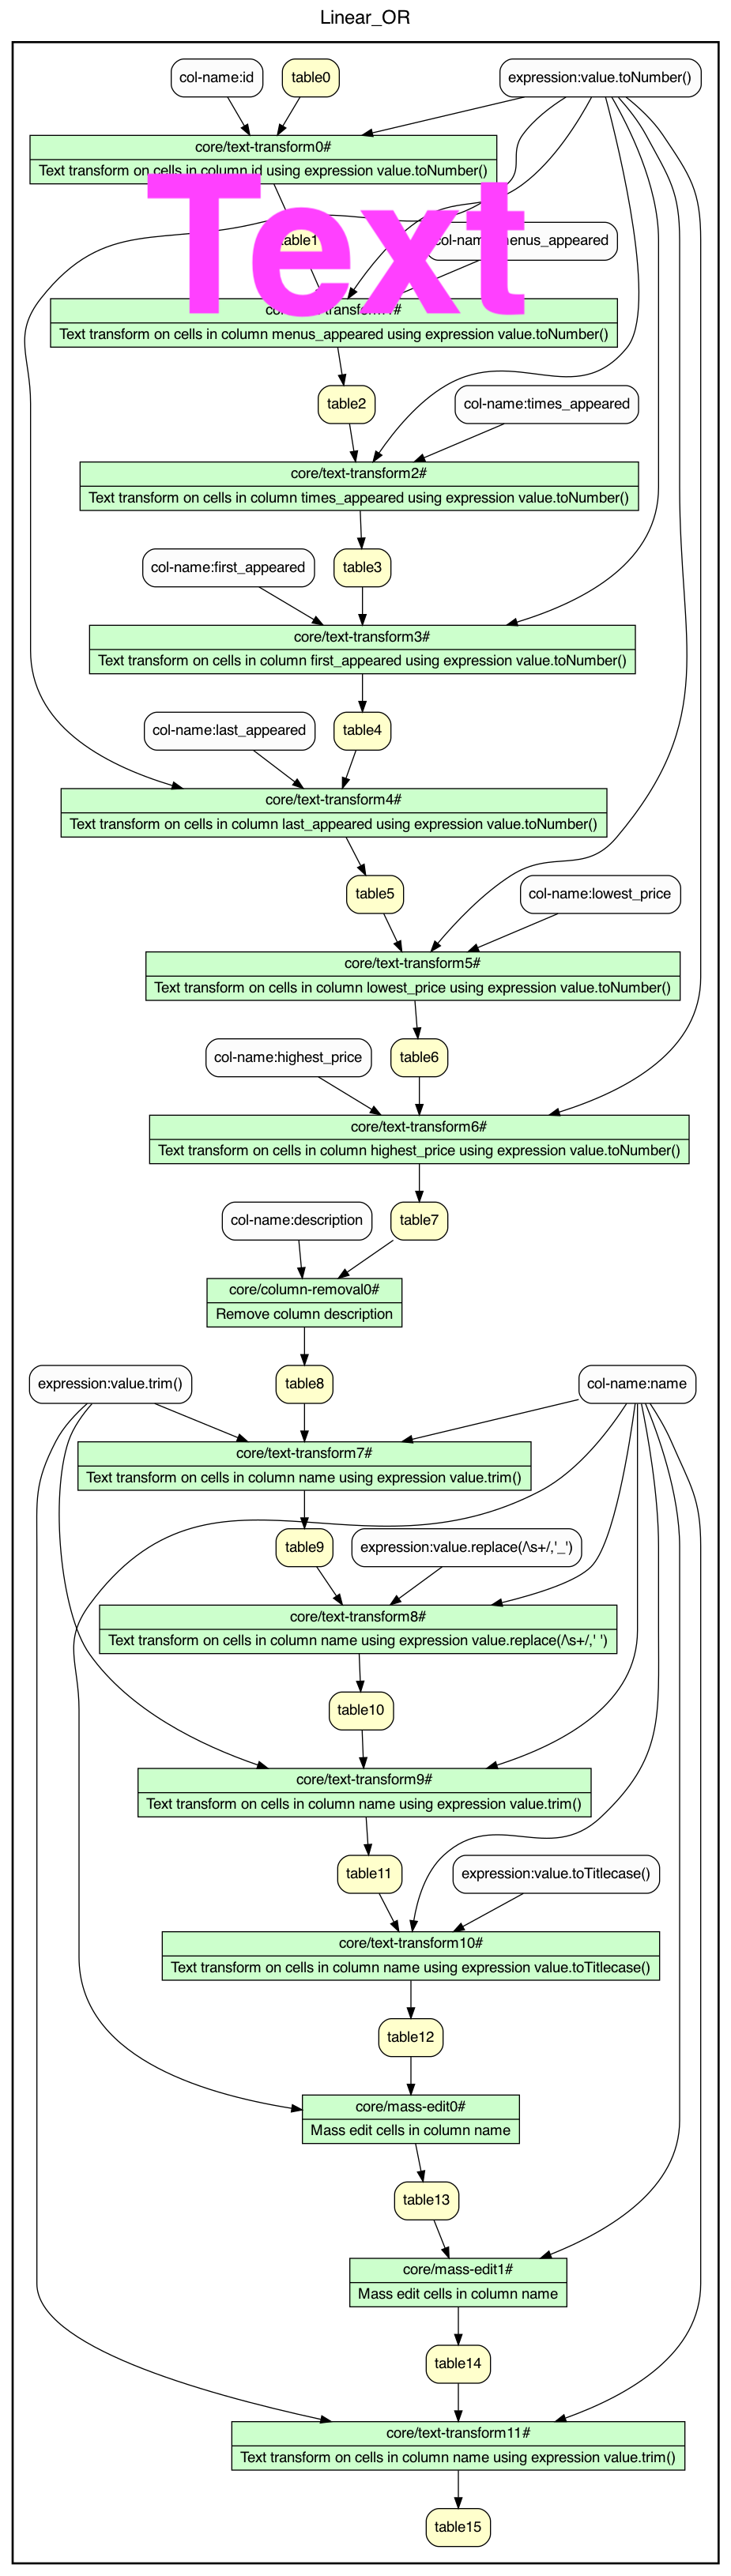 Linear_OR
col-name:id
table0
expression:value.toNumber()
core/text-transform0#
Text transform on cells in column id using expression value.toNumber()
Text
table1
menus_appeared
Text transform on cells in column menus_appeared using expression value.toNumber()
table2
col-name:times_appeared
core/text-transform2#
Text transform on cells in column times_appeared using expression value.toNumber()
col-name:first_appeared
table3
core/text-transform3#
Text transform on cells in column first_appeared using expression value.toNumber()
col-name:last_appeared
table4
core/text-transform4#
Text transform on cells in column last_appeared using expression value.toNumber()
table5
col-name:lowest_price
core/text-transform5#
Text transform on cells in column lowest_price using expression value.toNumber()
col-name:highest_price
table6
core/text-transform6#
Text transform on cells in column highest_price using expression value.toNumber()
col-name:description
table7
core/column-removal0#
Remove column description
expression:value.trim()
table8
col-name:name
core/text-transform7#
Text transform on cells in column name using expression value.trim()
table9
expression:value.replace(/\s+/,'_')
core/text-transform8#
Text transform on cells in column name using expression value.replace(/\s+/,' ')
table10
core/text-transform9#
Text transform on cells in column name using expression value.trim()
table11
expression:value.toTitlecase()
core/text-transform10#
Text transform on cells in column name using expression value.toTitlecase()
table12
core/mass-edit0#
Mass edit cells in column name
table13
core/mass-edit1#
Mass edit cells in column name
table14
core/text-transform11#
Text transform on cells in column name using expression value.trim()
table15